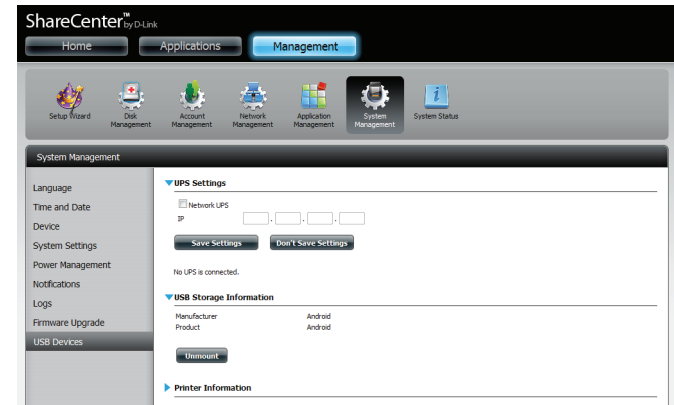 ShareCenter™ by D-Link
Home Applications Management
Setup Wizard Disk Management Account Management Network Management Application Management System Management System Status
System Management
Language
Time and Date
Device
System Settings
Power Management
Notifications
Logs
Firmware Upgrade
USB Devices
UPS Settings
Network UPS
IP . . .
Save Settings Don't Save Settings
No UPS is connected.
USB Storage Information
Manufacturer Android
Product Android
Unmount
Printer Information